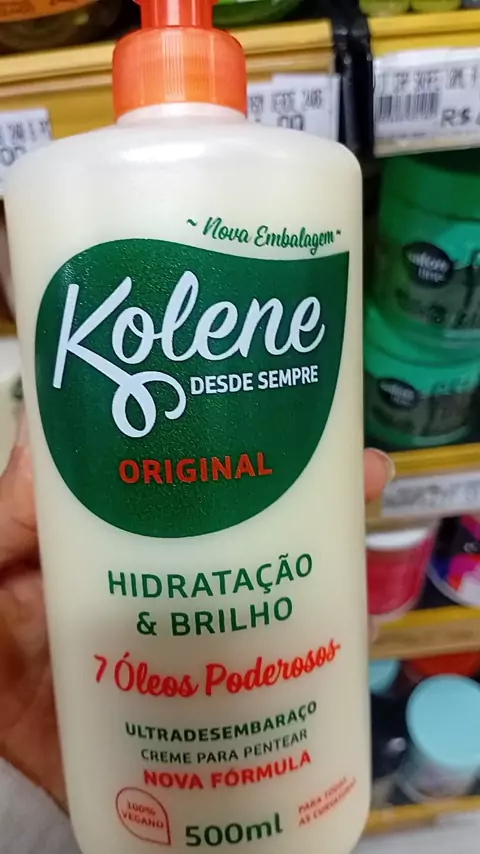 ~ Nova Embalagem ~
Kolene
DESDE SEMPRE
ORIGINAL
HIDRATAÇÃO
& BRILHO
7 Óleos Poderosos
ULTRADESEMBARAÇO
CREME PARA PENTEAR
NOVA FÓRMULA
100%
VEGANO
500ml
PARA TODAS
AS CURVATURAS
R$